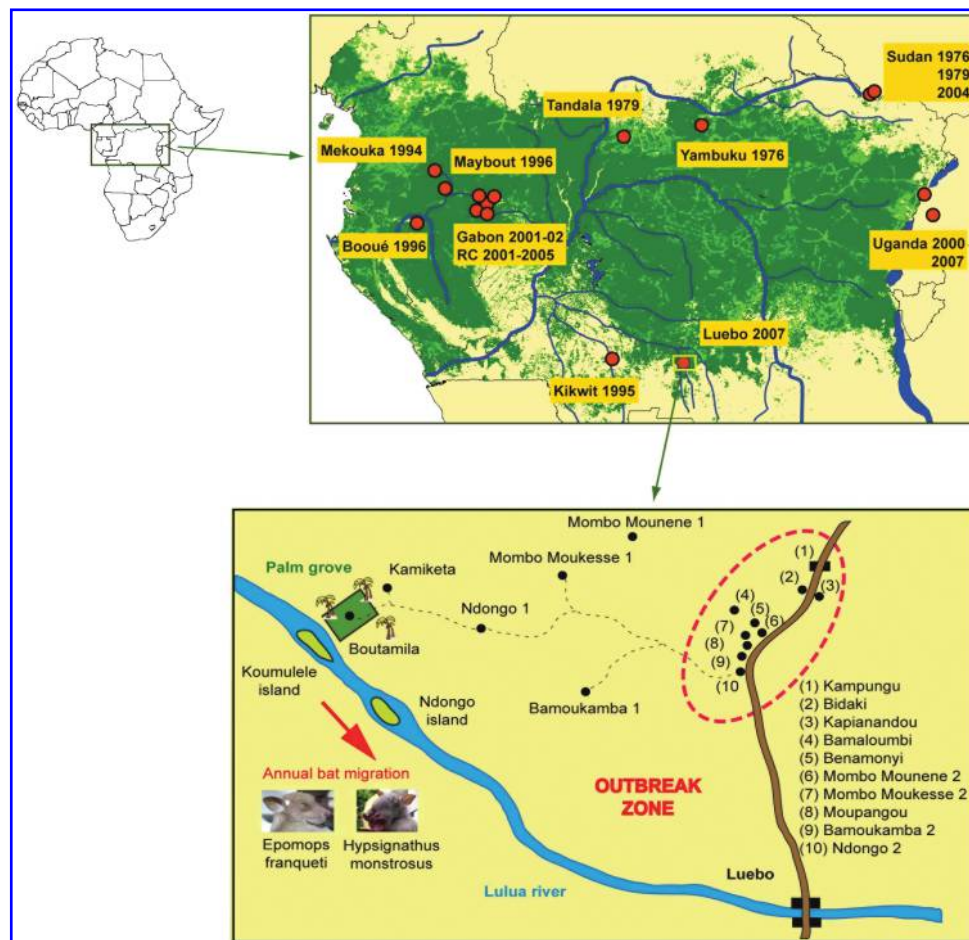 Sudan 1976
1979
2004
Tandala 1979
Mekouka 1994
Maybout 1996
Yambuku 1976
Booué 1996
Gabon 2001-02
RC 2001-2005
Uganda 2000
2007
Luebo 2007
Kikwit 1995
Mombo Mounene 1
Mombo Moukesse 1
Palm grove
Kamiketa
Ndongo 1
Boutamila
Koumulele
island
Ndongo
island
Bamoukamba 1
(1)
(2)
(3)
(4)
(5)
(6)
(7)
(8)
(9)
(10)
(1) Kampungu
(2) Bidaki
(3) Kapianandou
(4) Bamaloumbi
(5) Benamonyi
(6) Mombo Mounene 2
(7) Mombo Moukesse 2
(8) Moupangou
(9) Bamoukamba 2
(10) Ndongo 2
Annual bat migration
Epomops
franqueti
Hypsignathus
monstrosus
OUTBREAK
ZONE
Luebo
Lulua river